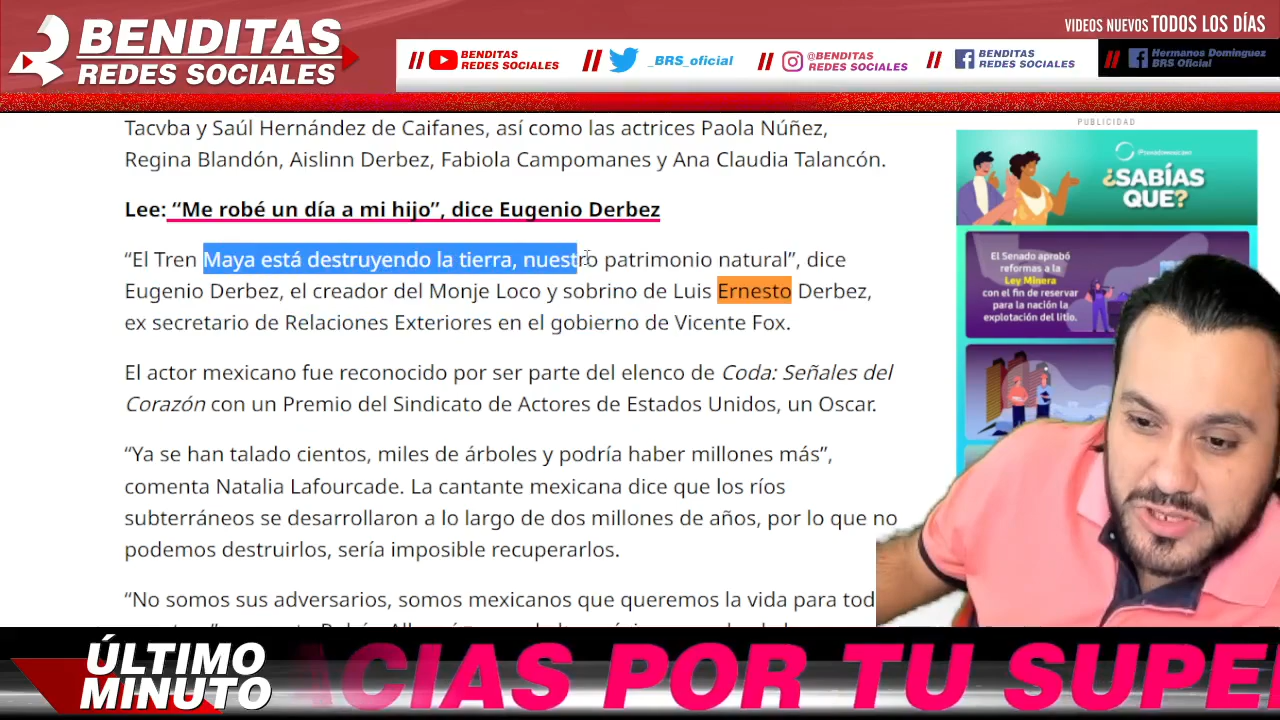 BENDITAS
REDES SOCIALES
VIDEOS NUEVOS TODOS LOS DÍAS
// BENDITAS REDES SOCIALES
// _BRS_oficial
// @BENDITAS REDES SOCIALES
// BENDITAS REDES SOCIALES
// Hermanos Dominguez BRS Oficial
Tacvba y Saúl Hernández de Caifanes, así como las actrices Paola Núñez,
Regina Blandón, Aislinn Derbez, Fabiola Campomanes y Ana Claudia Talancón.
Lee: “Me robé un día a mi hijo”, dice Eugenio Derbez
“El Tren Maya está destruyendo la tierra, nuestro patrimonio natural”, dice
Eugenio Derbez, el creador del Monje Loco y sobrino de Luis Ernesto Derbez,
ex secretario de Relaciones Exteriores en el gobierno de Vicente Fox.
El actor mexicano fue reconocido por ser parte del elenco de Coda: Señales del
Corazón con un Premio del Sindicato de Actores de Estados Unidos, un Oscar.
“Ya se han talado cientos, miles de árboles y podría haber millones más”,
comenta Natalia Lafourcade. La cantante mexicana dice que los ríos
subterráneos se desarrollaron a lo largo de dos millones de años, por lo que no
podemos destruirlos, sería imposible recuperarlos.
“No somos sus adversarios, somos mexicanos que queremos la vida para tod
PUBLICIDAD
¿SABÍAS
QUE?
El Senado aprobó
reformas a la
Ley Minera
con el fin de reservar
para la nación la
explotación del litio.
ÚLTIMO
MINUTO
ACIAS POR TU SUPE